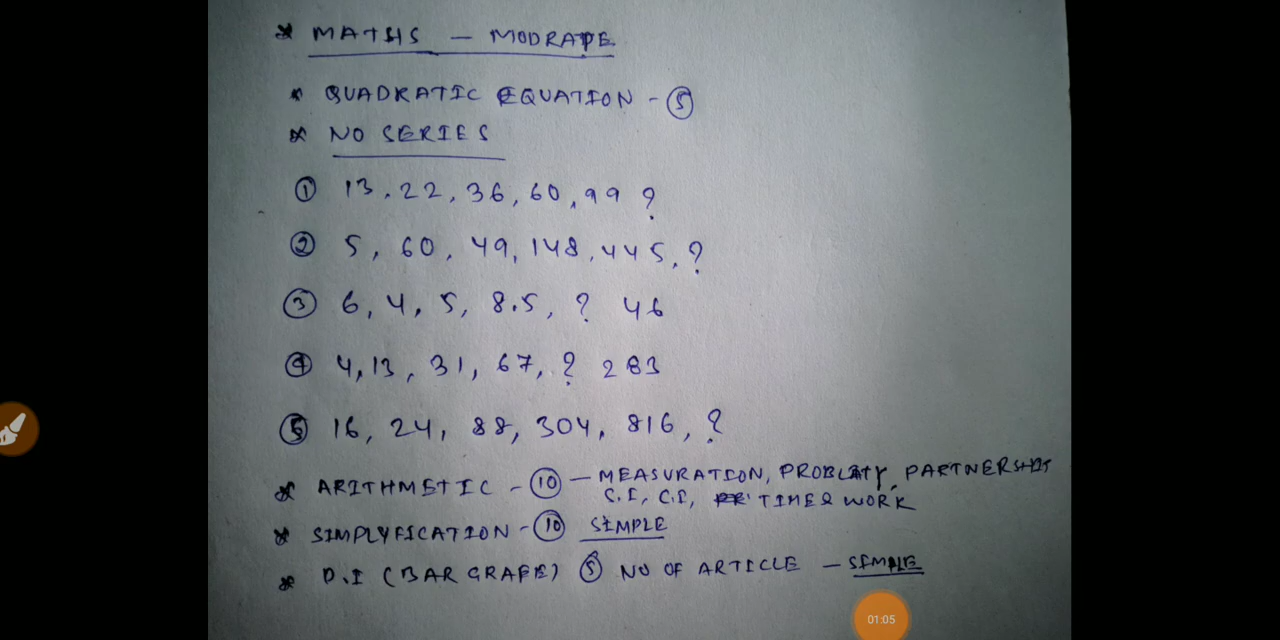 * MATHS - MODRATE
* QUADRATIC EQUATION - 5
* NO SERIES
1 13, 22, 36, 60, 99 ?
2 5, 60, 49, 148, 445, ?
3 6, 4, 5, 8.5, ? 46
4 4, 13, 31, 67, ? 283
5 16, 24, 88, 304, 816, ?
* ARITHMETIC - 10 - MEASURATION, PROBLATY, PARTNERSHIP
S.I, C.I, TIME & WORK
* SIMPLYFICATION - 10 SIMPLE
* D.I (BAR GRAFE) 5 NO OF ARTICLE - SIMPLE
01:05